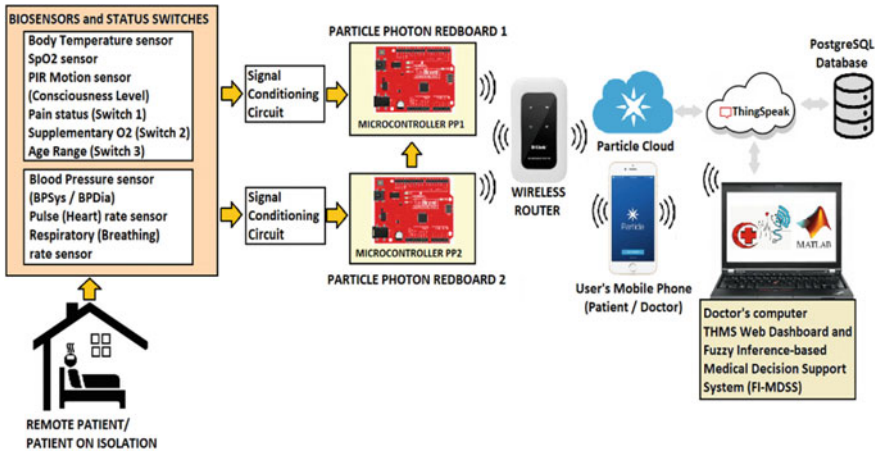 BIOSENSORS and STATUS SWITCHES
Body Temperature sensor
SpO2 sensor
PIR Motion sensor
(Consciousness Level)
Pain status (Switch 1)
Supplementary O2 (Switch 2)
Age Range (Switch 3)
Blood Pressure sensor
(BPSys / BPDia)
Pulse (Heart) rate sensor
Respiratory (Breathing)
rate sensor
REMOTE PATIENT/
PATIENT ON ISOLATION
Signal
Conditioning
Circuit
Signal
Conditioning
Circuit
PARTICLE PHOTON REDBOARD 1
MICROCONTROLLER PP1
MICROCONTROLLER PP2
PARTICLE PHOTON REDBOARD 2
D-Link
WIRELESS
ROUTER
Particle Cloud
Particle
User's Mobile Phone
(Patient / Doctor)
ThingSpeak
PostgreSQL
Database
MATLAB
Doctor's computer
THMS Web Dashboard and
Fuzzy Inference-based
Medical Decision Support
System (FI-MDSS)